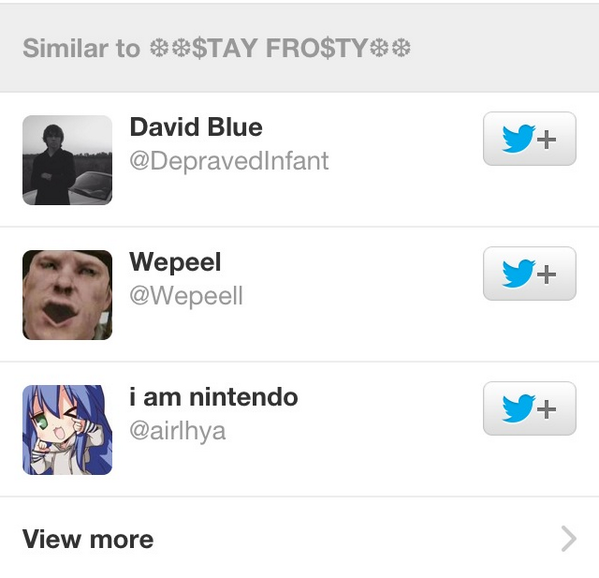 Similar to ❄❄$TAY FRO$TY❄❄
David Blue
@DepravedInfant
Wepeel
@Wepeell
i am nintendo
@airlhya
View more